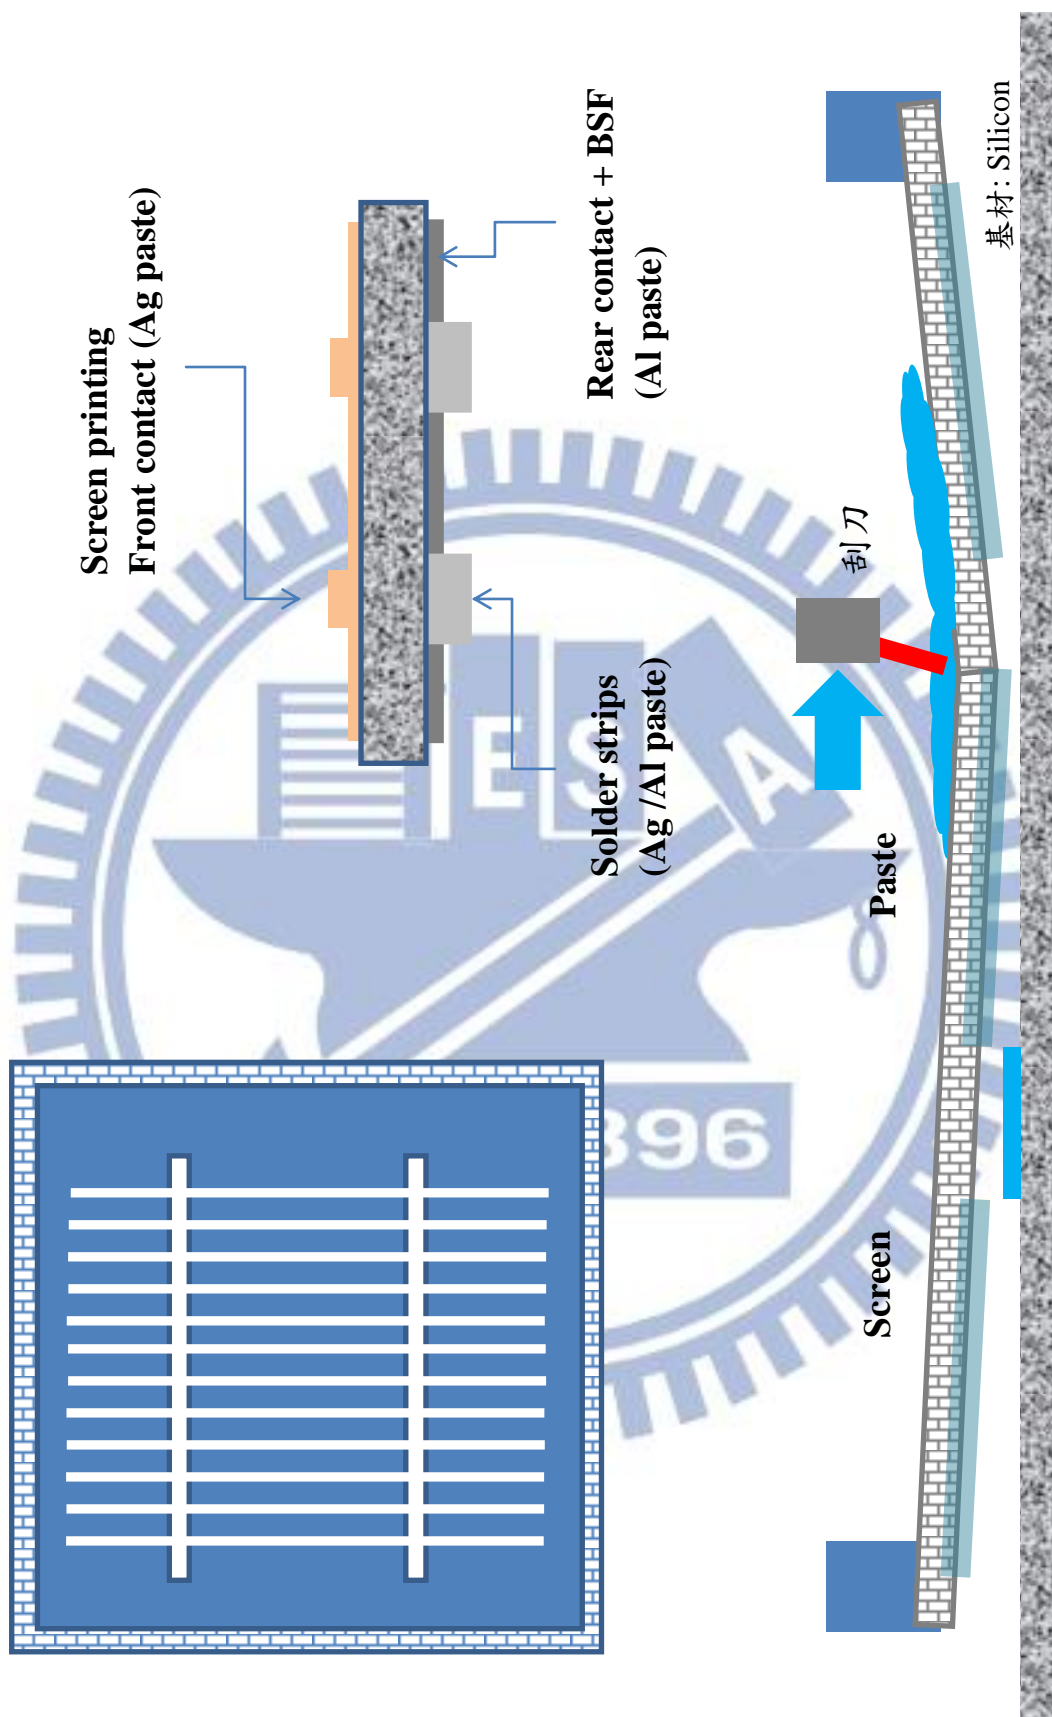 Screen printing
Front contact (Ag paste)
Solder strips
(Ag /Al paste)
Rear contact + BSF
(Al paste)
刮刀
Paste
Screen
基材: Silicon
E
S
A
896